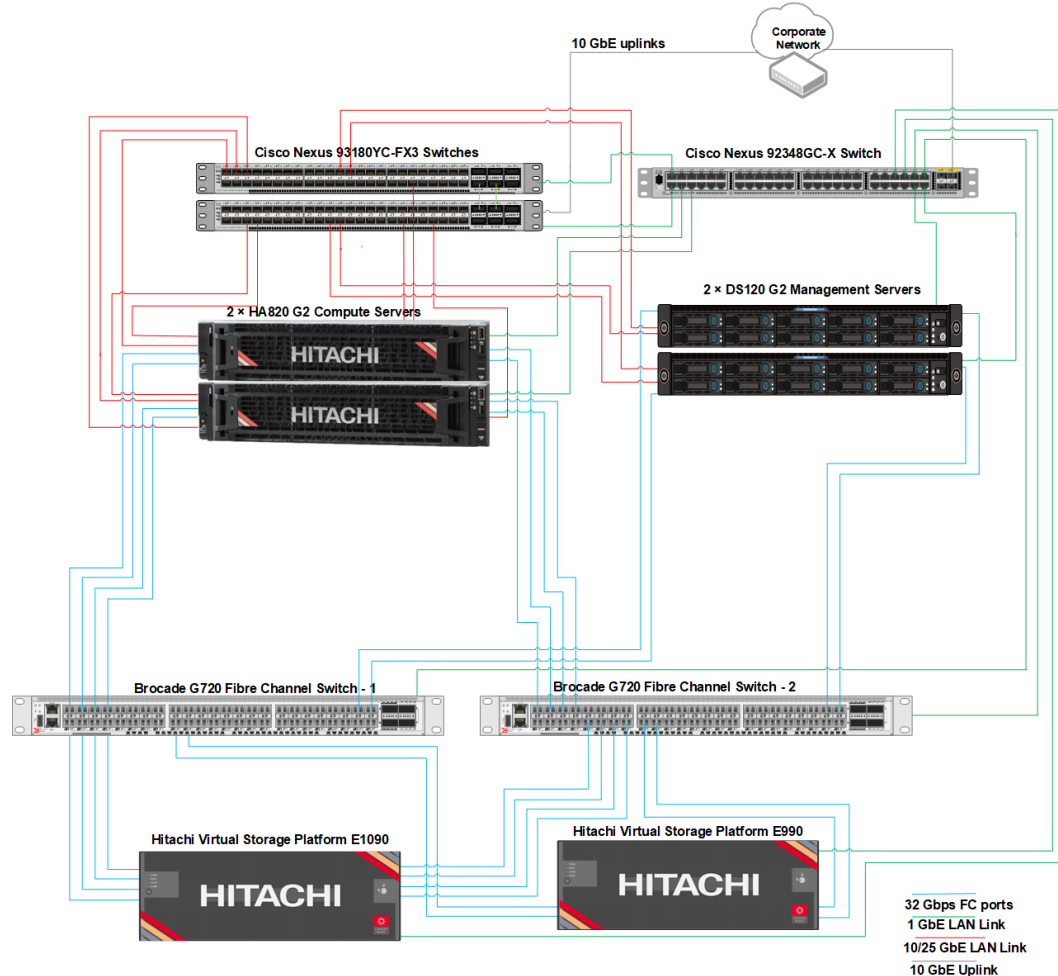 Corporate
Network
10 GbE uplinks
Cisco Nexus 93180YC-FX3 Switches
Cisco Nexus 92348GC-X Switch
2 × DS120 G2 Management Servers
2 × HA820 G2 Compute Servers
HITACHI
HITACHI
Brocade G720 Fibre Channel Switch - 1
Brocade G720 Fibre Channel Switch - 2
Hitachi Virtual Storage Platform E1090
Hitachi Virtual Storage Platform E990
HITACHI
HITACHI
32 Gbps FC ports
1 GbE LAN Link
10/25 GbE LAN Link
10 GbE Uplink